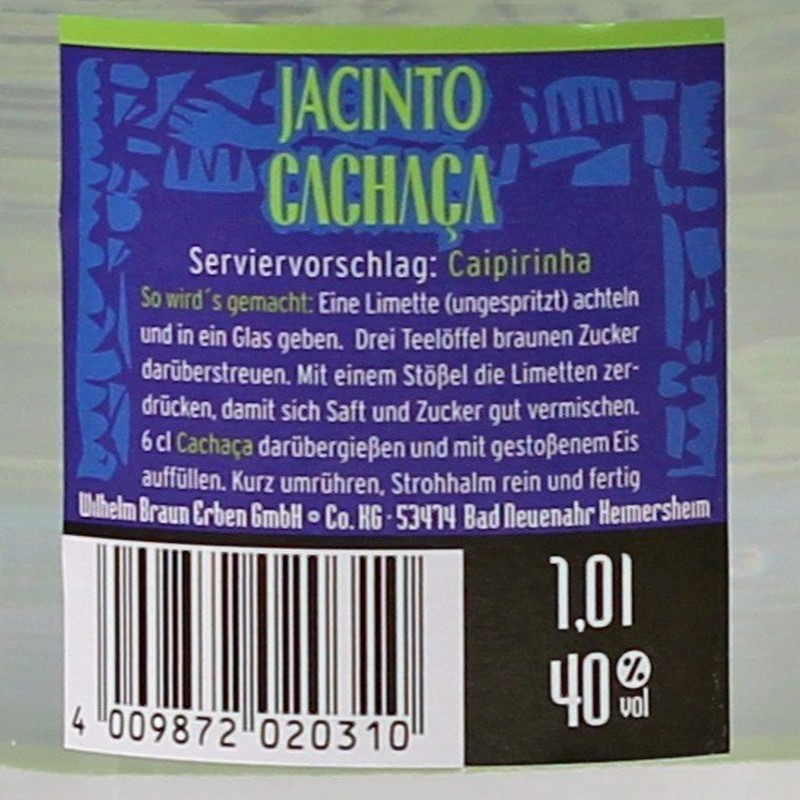 JACINTO
CACHAÇA
Serviervorschlag: Caipirinha
So wird´s gemacht: Eine Limette (ungespritzt) achteln
und in ein Glas geben. Drei Teelöffel braunen Zucker
darüberstreuen. Mit einem Stößel die Limetten zer-
drücken, damit sich Saft und Zucker gut vermischen.
6 cl Cachaça darübergießen und mit gestoßenem Eis
auffüllen. Kurz umrühren, Strohhalm rein und fertig
Wilhelm Braun Erben GmbH & Co. KG · 53474 Bad Neuenahr Heimersheim
1,0l
40 % vol
4 009872 020310